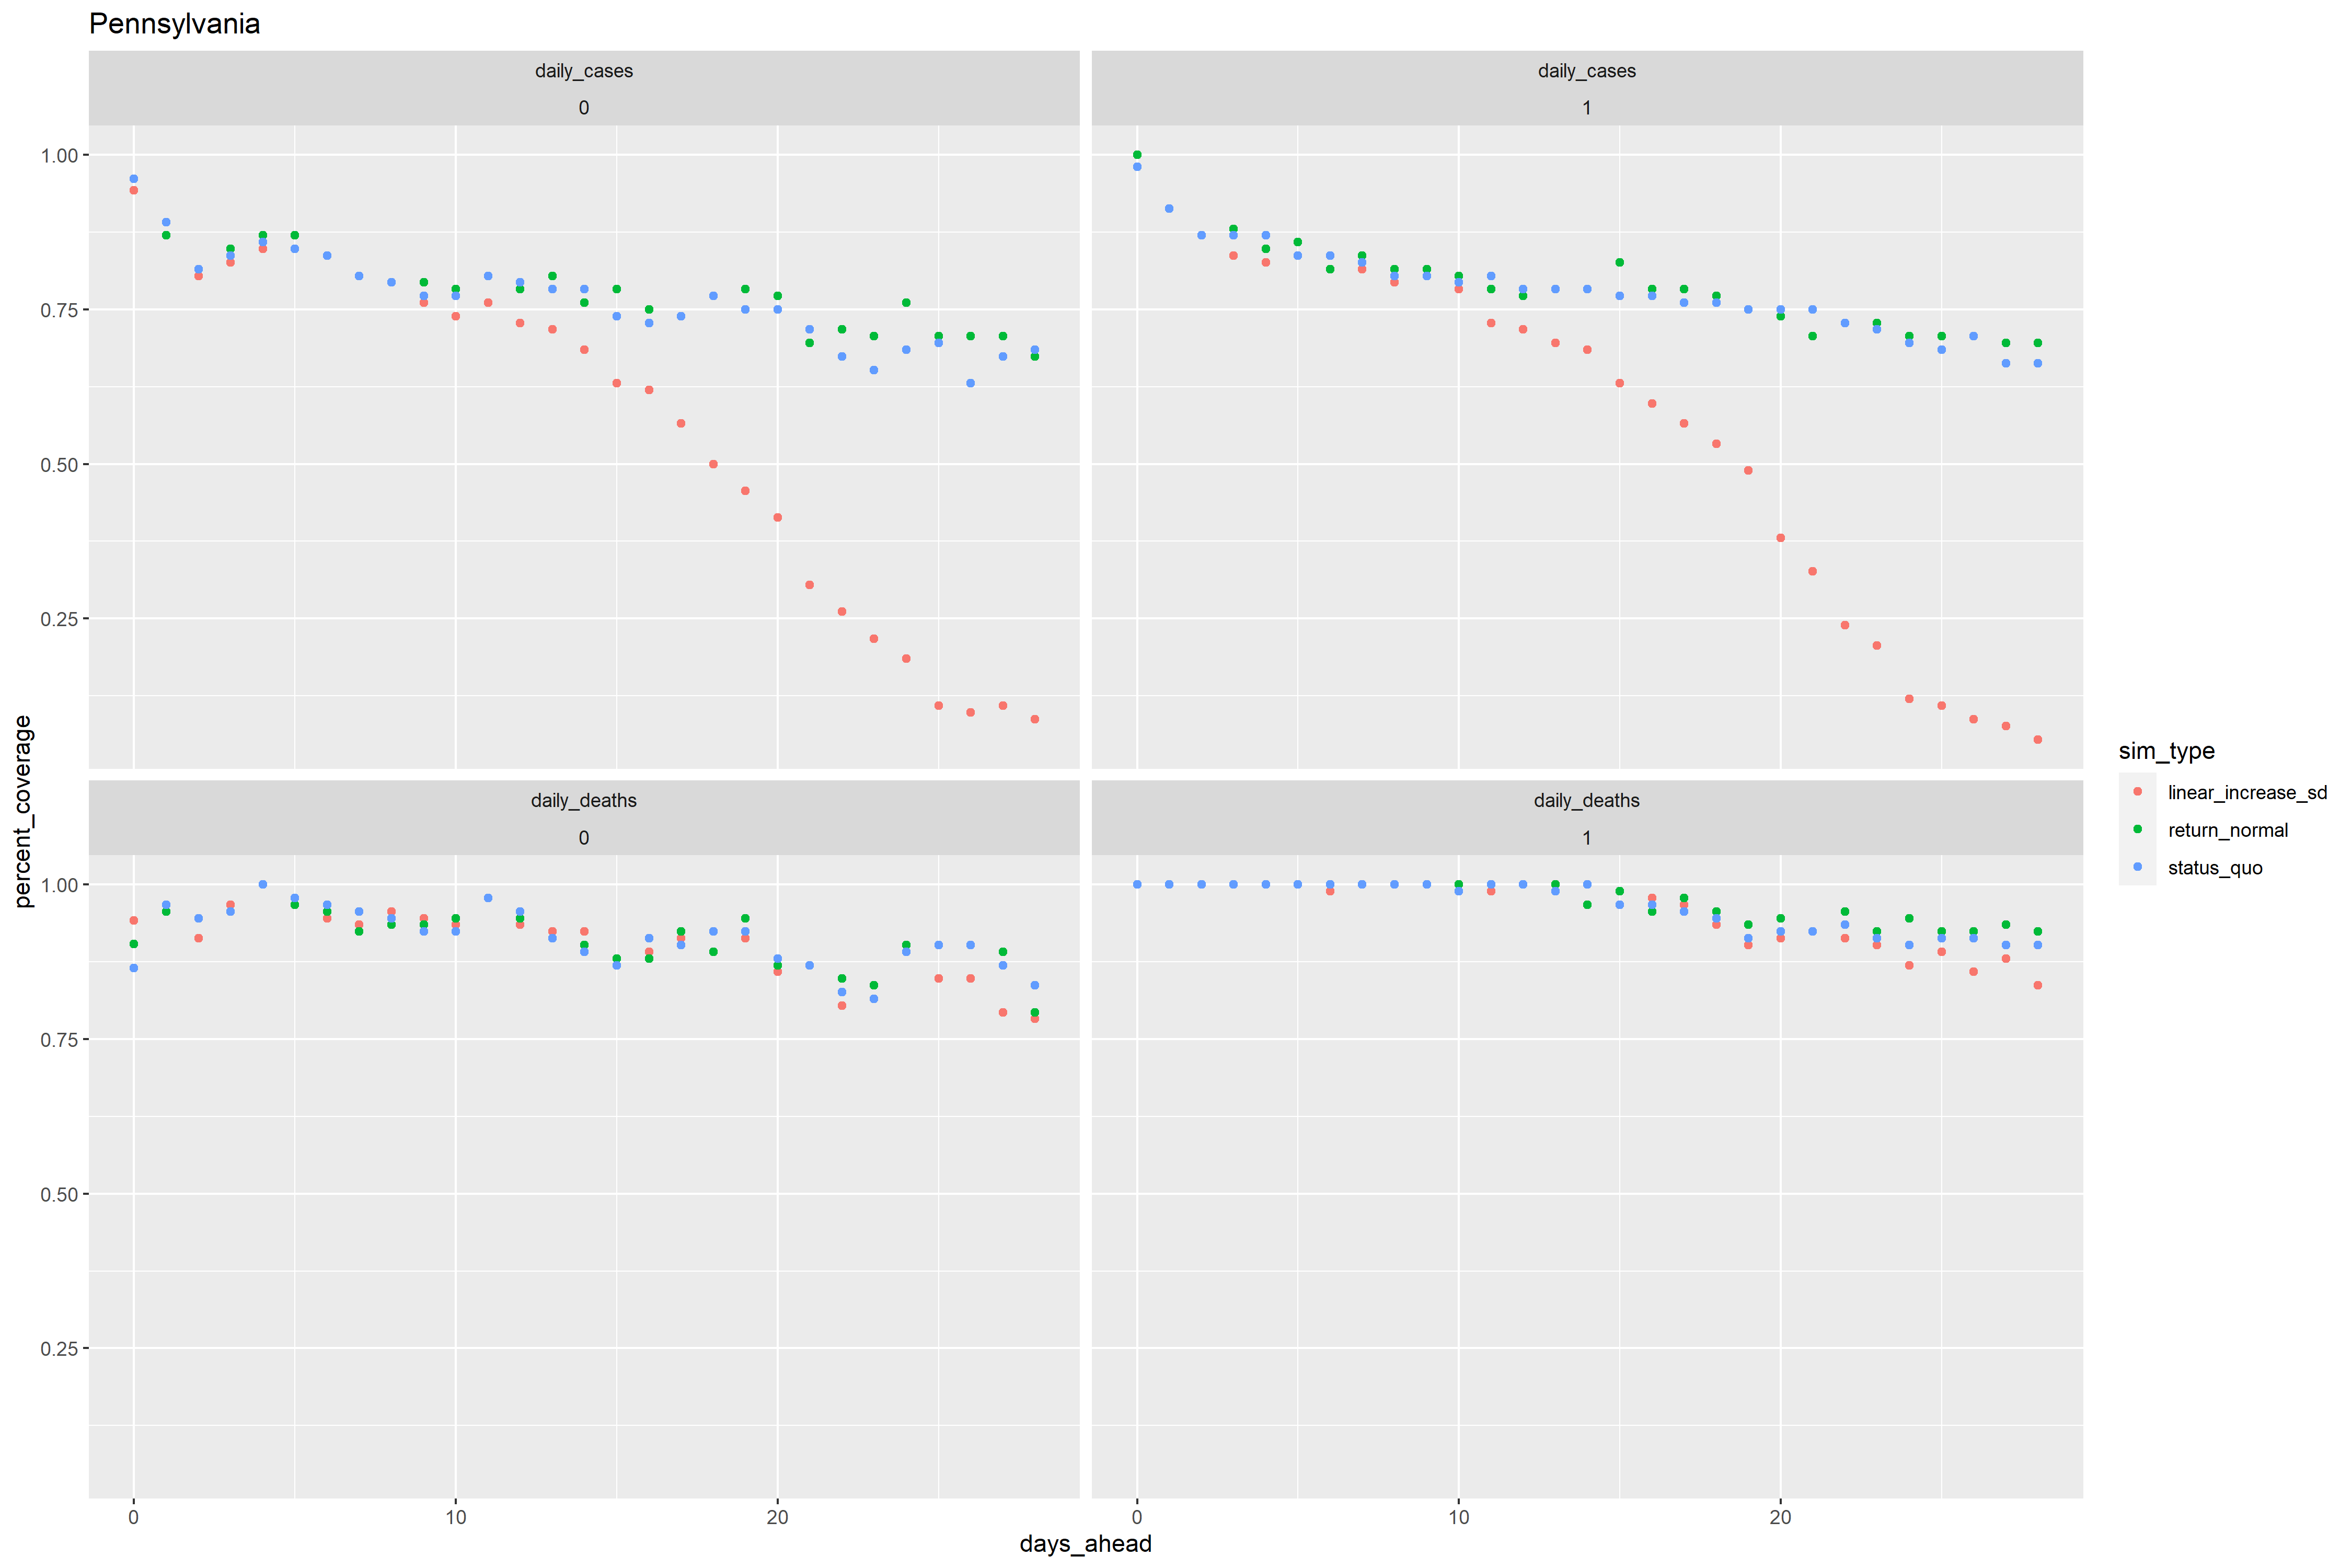 Pennsylvania
daily_cases
0
daily_cases
1
1.00
0.75
0.50
0.25
daily_deaths
0
daily_deaths
1
1.00
0.75
0.50
0.25
0
10
20
0
10
20
days_ahead
percent_coverage
sim_type
linear_increase_sd
return_normal
status_quo